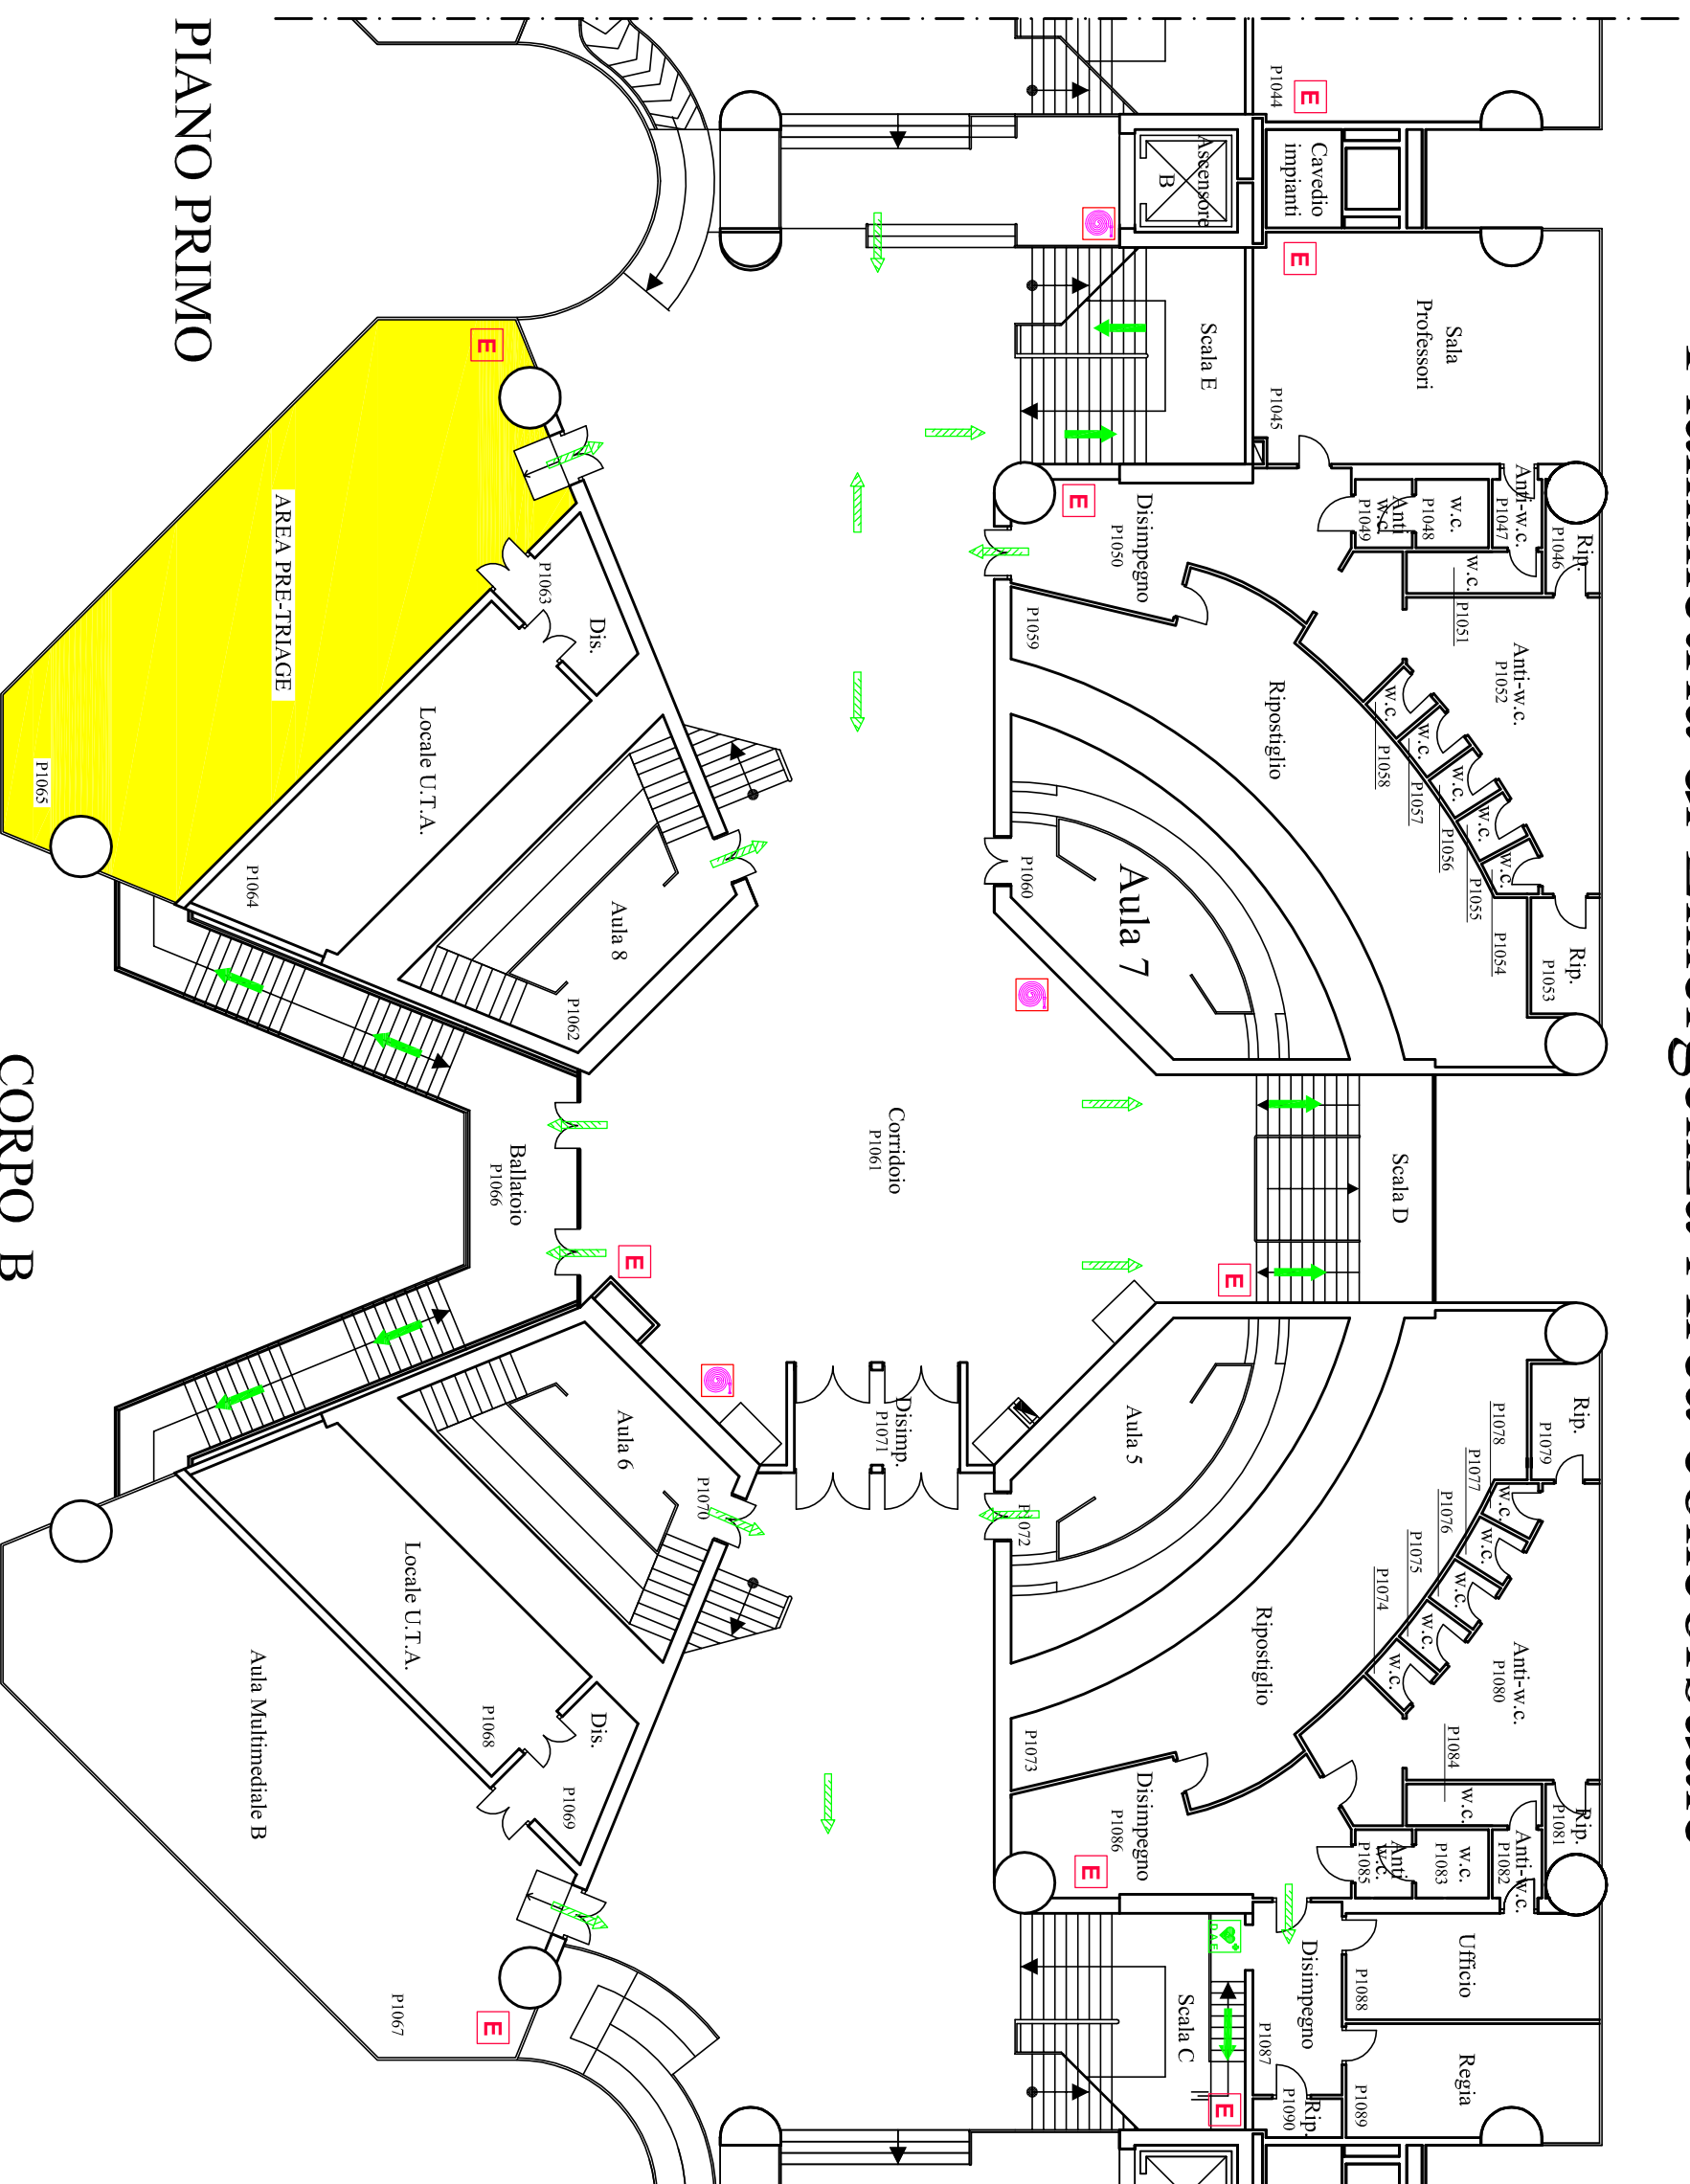 PIANO PRIMO
CORPO B
P1044
E
Cavedio
impianti
Ascensore
B
E
Sala
Professori
P1045
Scala E
E
Disimpegno
P1050
Anti
w.c.
P1049
w.c.
P1048
Anti-w.c.
P1047
Rip.
P1046
w.c.
P1051
Anti-w.c.
P1052
w.c.
P1058
w.c.
P1057
w.c.
P1056
w.c.
P1055
w.c.
P1054
Rip.
P1053
Ripostiglio
P1059
Aula 7
P1060
E
AREA PRE-TRIAGE
P1065
Dis.
P1063
Locale U.T.A.
P1064
Aula 8
P1062
Corridoio
P1061
Scala D
E
Ballatoio
P1066
E
Disimp.
P1071
Aula 5
P1072
Aula 6
P1070
Rip.
P1079
w.c.
P1078
w.c.
P1077
w.c.
P1076
w.c.
P1075
w.c.
P1074
Anti-w.c.
P1080
Ripostiglio
P1073
w.c.
P1084
Rip.
P1081
Anti-w.c.
P1082
w.c.
P1083
Anti
w.c.
P1085
Disimpegno
P1086
E
Locale U.T.A.
P1068
Dis.
P1069
Aula Multimediale B
P1067
E
Ufficio
P1088
Disimpegno
P1087
D A E
Scala C
E
Regia
P1089
Rip.
P1090